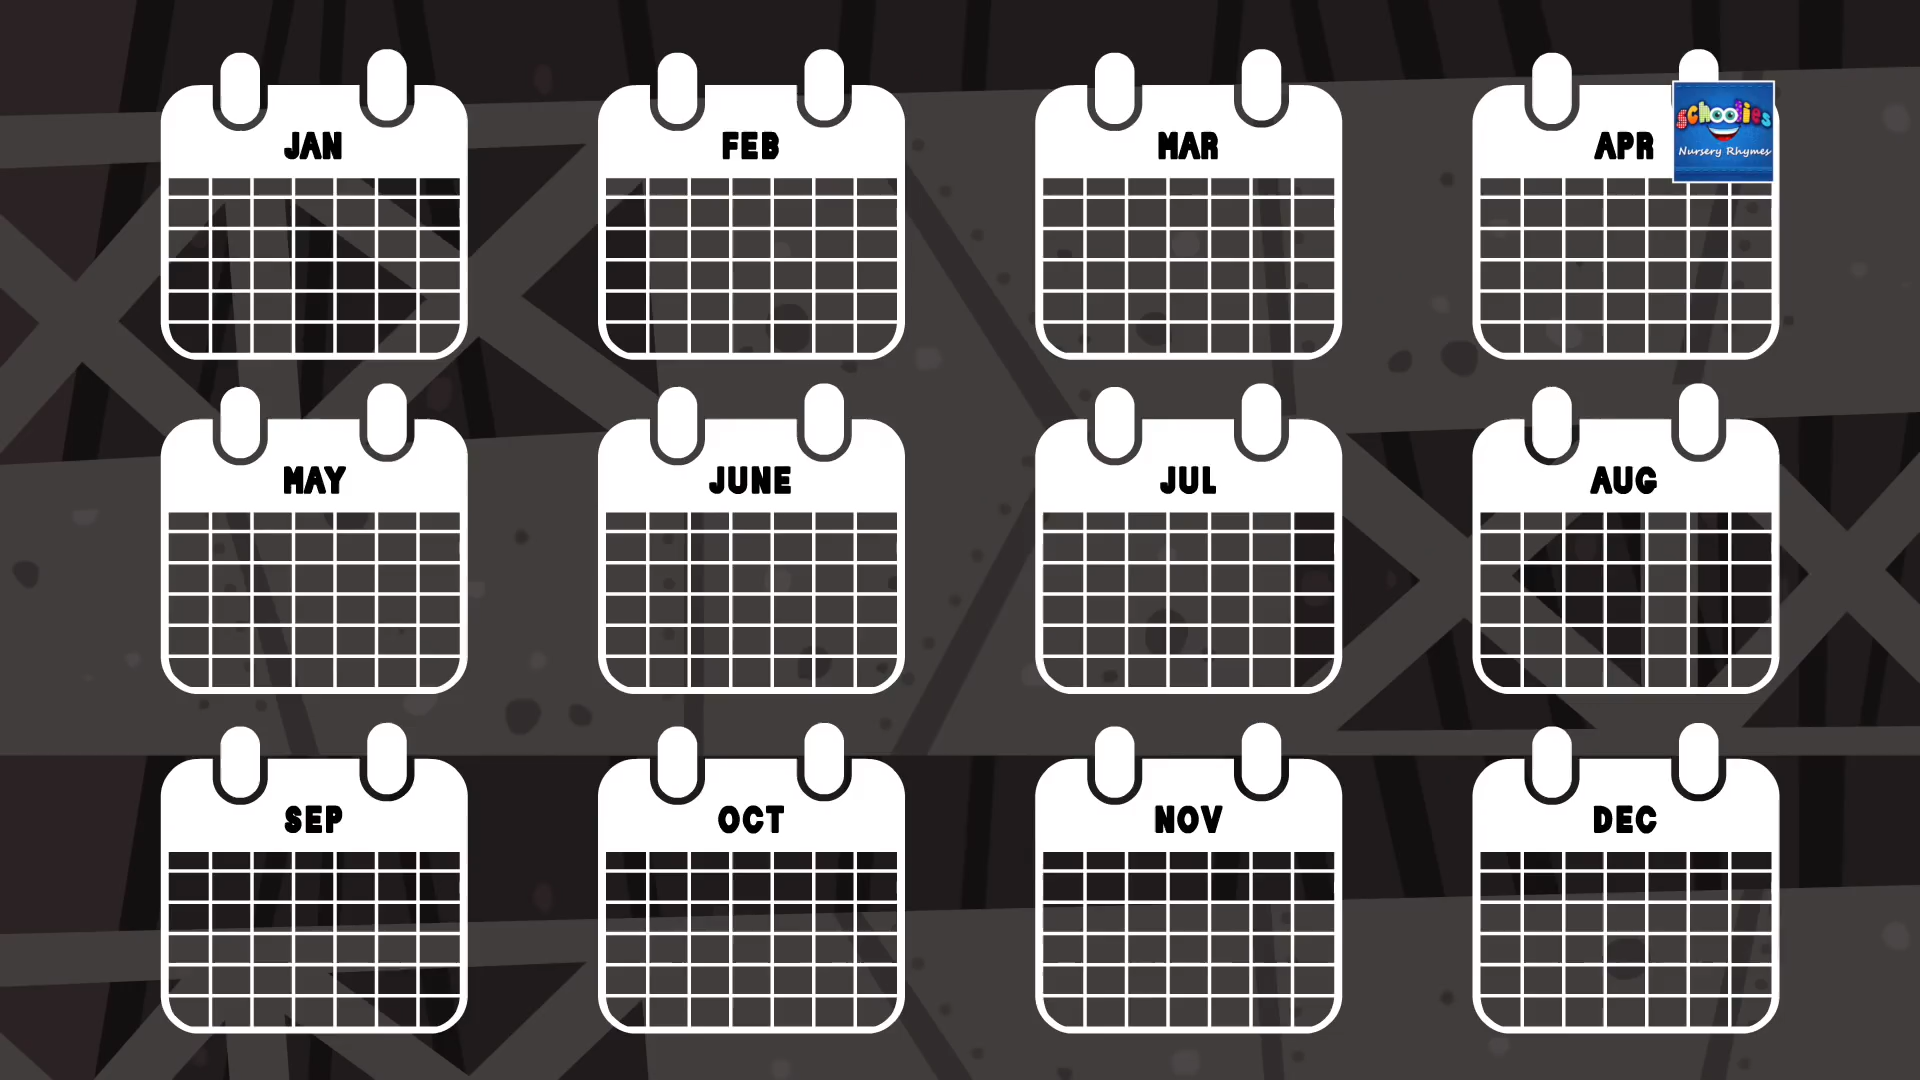 JAN
FEB
MAR
APR
schoolies
Nursery Rhymes
MAY
JUNE
JUL
AUG
SEP
OCT
NOV
DEC